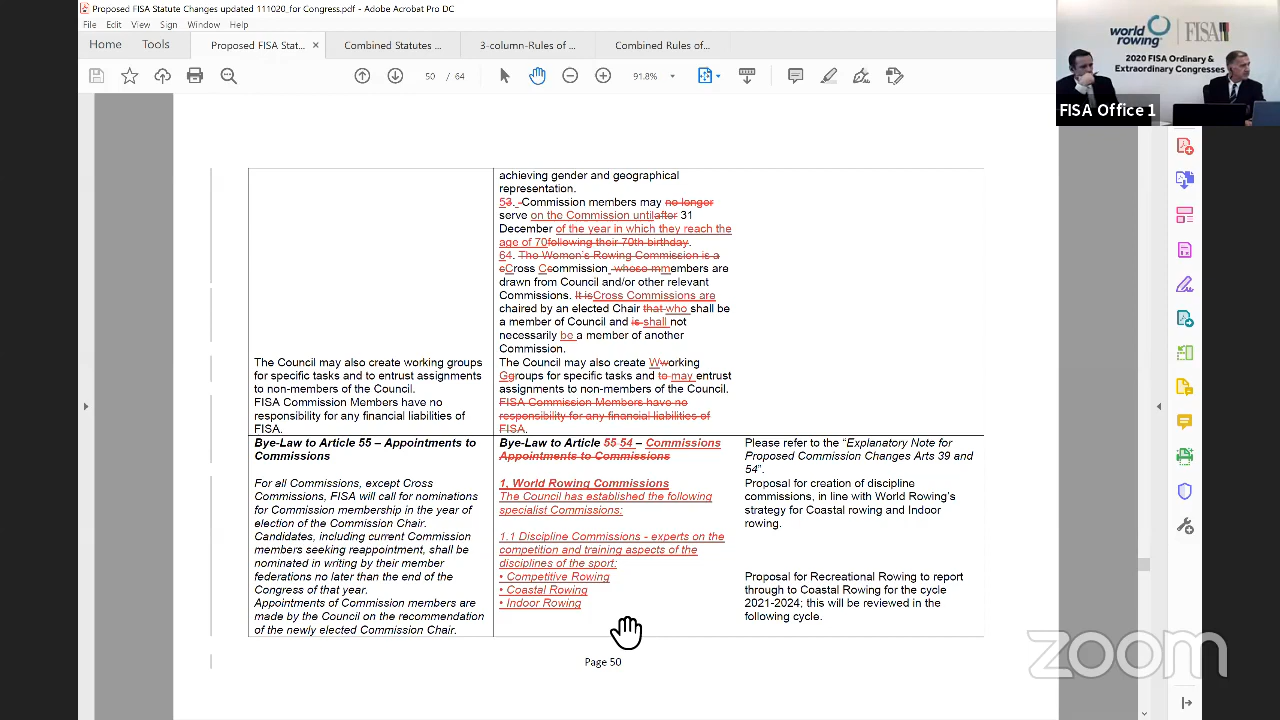 Proposed FISA Statute Changes updated 111020_for Congress.pdf - Adobe Acrobat Pro DC
File Edit View Sign Window Help
Home Tools Proposed FISA Stat... × Combined Statutes ... 3-column-Rules of ... Combined Rules of...
50 / 64 91.8%
world rowing FISA
2020 FISA Ordinary &
Extraordinary Congresses
FISA Office 1
The Council may also create working groups
for specific tasks and to entrust assignments
to non-members of the Council.
FISA Commission Members have no
responsibility for any financial liabilities of
FISA.
achieving gender and geographical
representation.
53. -Commission members may no longer
serve on the Commission untilafter 31
December of the year in which they reach the
age of 70following their 70th birthday.
64. The Women's Rowing Commission is a
cCross Ccommission whose mmembers are
drawn from Council and/or other relevant
Commissions. It isCross Commissions are
chaired by an elected Chair that who shall be
a member of Council and is shall not
necessarily be a member of another
Commission.
The Council may also create Wworking
Ggroups for specific tasks and to may entrust
assignments to non-members of the Council.
FISA Commission Members have no
responsibility for any financial liabilities of
FISA.
Bye-Law to Article 55 – Appointments to
Commissions
For all Commissions, except Cross
Commissions, FISA will call for nominations
for Commission membership in the year of
election of the Commission Chair.
Candidates, including current Commission
members seeking reappointment, shall be
nominated in writing by their member
federations no later than the end of the
Congress of that year.
Appointments of Commission members are
made by the Council on the recommendation
of the newly elected Commission Chair.
Bye-Law to Article 55 54 – Commissions
Appointments to Commissions
1, World Rowing Commissions
The Council has established the following
specialist Commissions:
1.1 Discipline Commissions - experts on the
competition and training aspects of the
disciplines of the sport:
• Competitive Rowing
• Coastal Rowing
• Indoor Rowing
Please refer to the “Explanatory Note for
Proposed Commission Changes Arts 39 and
54”.
Proposal for creation of discipline
commissions, in line with World Rowing’s
strategy for Coastal rowing and Indoor
rowing.
Proposal for Recreational Rowing to report
through to Coastal Rowing for the cycle
2021-2024; this will be reviewed in the
following cycle.
Page 50
zoom